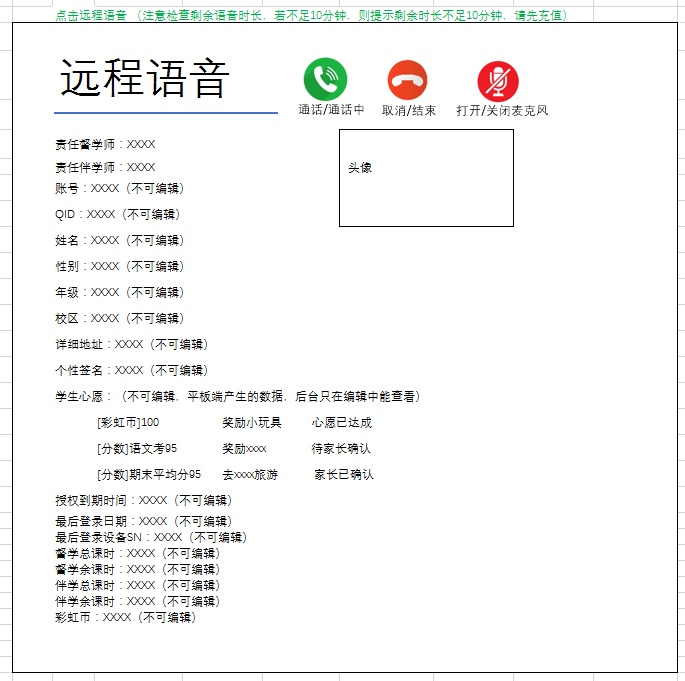 点击远程语音 （注意检查剩余语音时长，若不足10分钟，则提示剩余时长不足10分钟，请先充值）
远程语音
通话/通话中 取消/结束 打开/关闭麦克风
责任督学师：XXXX
头像
责任伴学师：XXXX
账号：XXXX（不可编辑）
QID：XXXX（不可编辑）
姓名：XXXX（不可编辑）
性别：XXXX（不可编辑）
年级：XXXX（不可编辑）
校区：XXXX（不可编辑）
详细地址：XXXX（不可编辑）
个性签名：XXXX（不可编辑）
学生心愿：（不可编辑，平板端产生的数据，后台只在编辑中能查看）
[彩虹币]100 奖励小玩具 心愿已达成
[分数]语文考95 奖励xxxx 待家长确认
[分数]期末平均分95 去xxxx旅游 家长已确认
授权到期时间：XXXX（不可编辑）
最后登录日期：XXXX（不可编辑）
最后登录设备SN：XXXX（不可编辑）
督学总课时：XXXX（不可编辑）
督学余课时：XXXX（不可编辑）
伴学总课时：XXXX（不可编辑）
伴学余课时：XXXX（不可编辑）
彩虹币：XXXX（不可编辑）